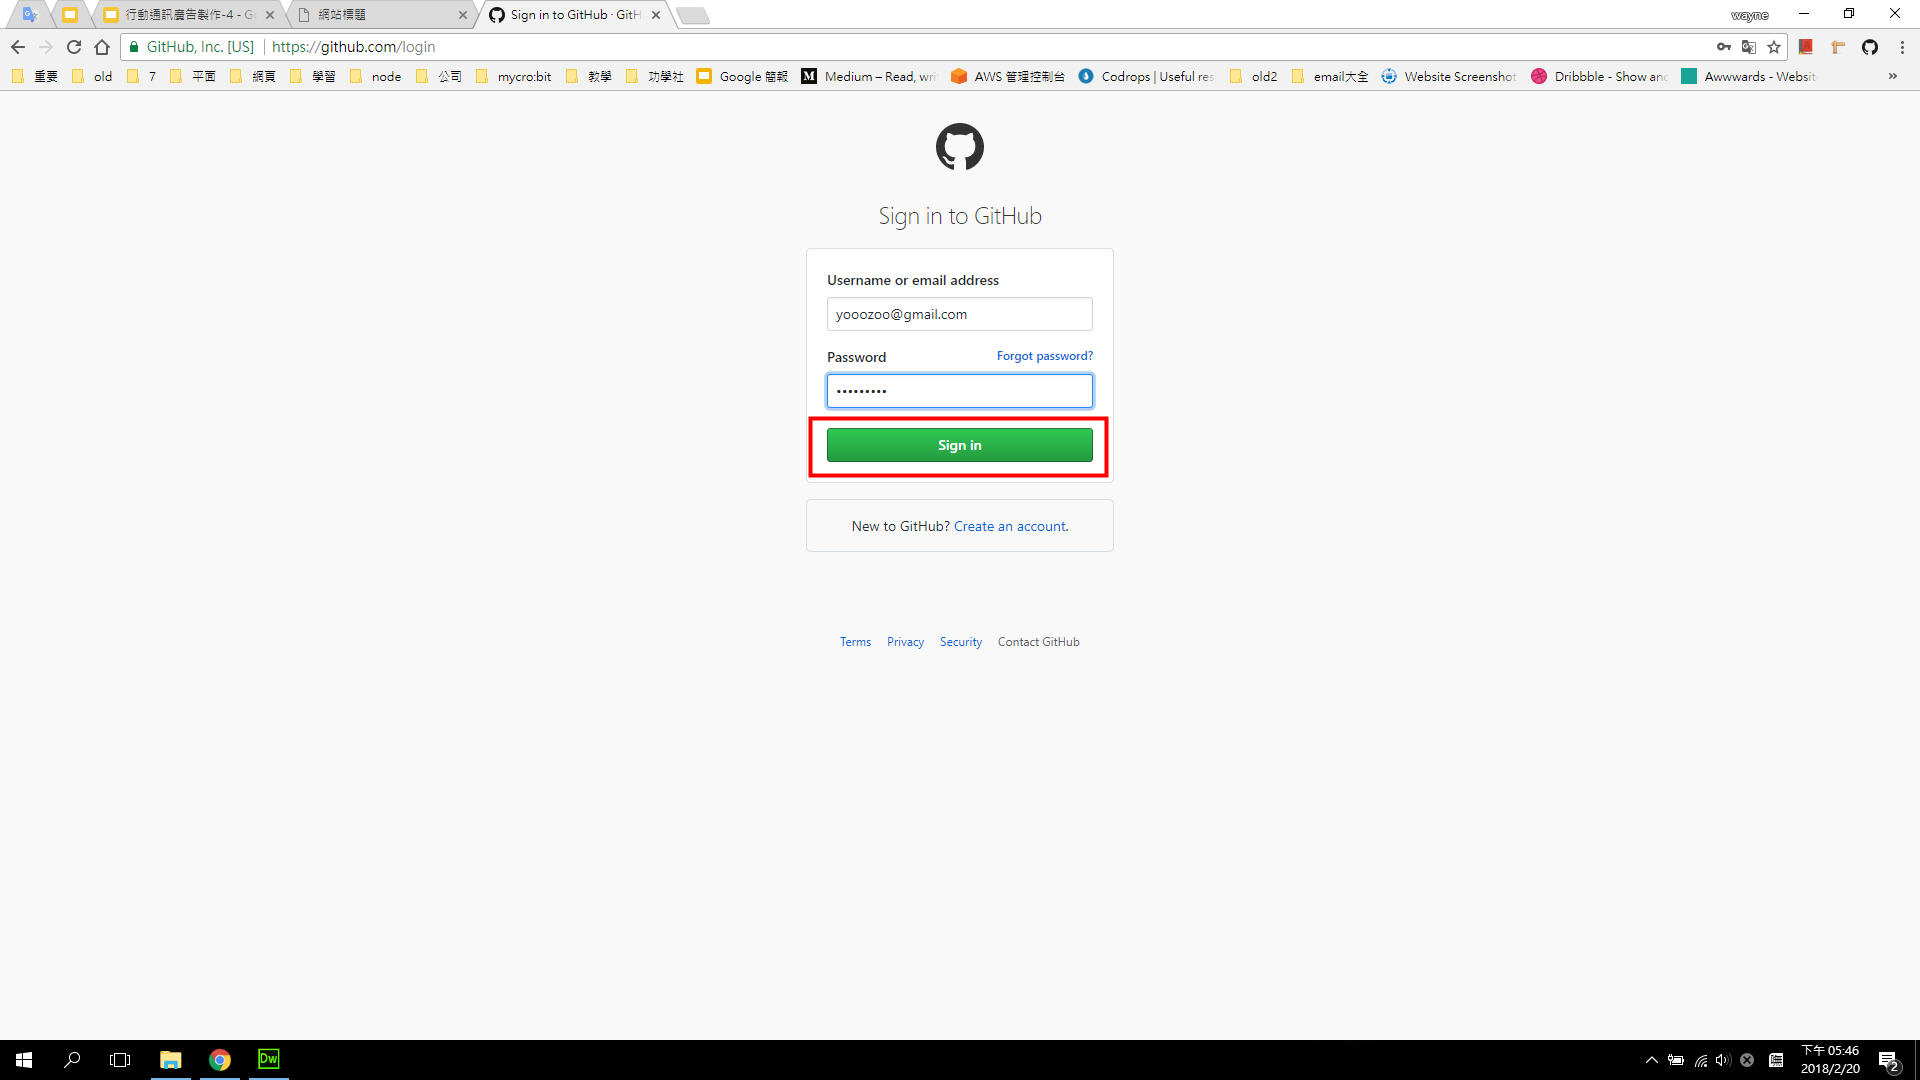 行動通訊廣告製作-4 - Go
網站標題
Sign in to GitHub · GitH
wayne
GitHub, Inc. [US]
https://github.com/login
重要
old
7
平面
網頁
學習
node
公司
mycro:bit
教學
功學社
Google 簡報
Medium – Read, wri
AWS 管理控制台
Codrops | Useful res
old2
email大全
Website Screenshot
Dribbble - Show and
Awwwards - Websit
»
Sign in to GitHub
Username or email address
yooozoo@gmail.com
Password
Forgot password?
•••••••••
Sign in
New to GitHub? Create an account.
Terms
Privacy
Security
Contact GitHub
Dw
下午 05:46
2018/2/20
2